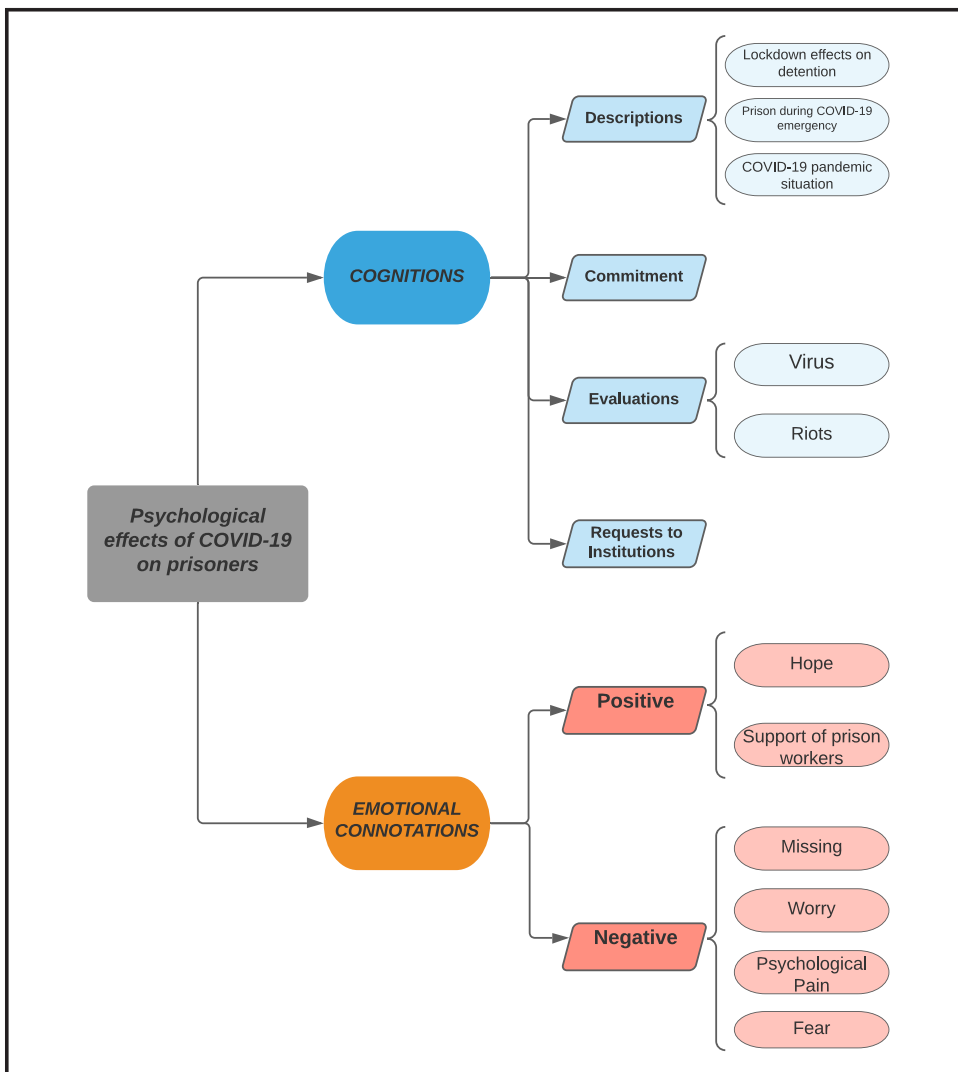 Lockdown effects on
detention
Descriptions
Prison during COVID-19
emergency
COVID-19 pandemic
situation
COGNITIONS
Commitment
Virus
Evaluations
Riots
Psychological
effects of COVID-19
on prisoners
Requests to
Institutions
Hope
Positive
Support of prison
workers
EMOTIONAL
CONNOTATIONS
Missing
Worry
Negative
Psychological
Pain
Fear